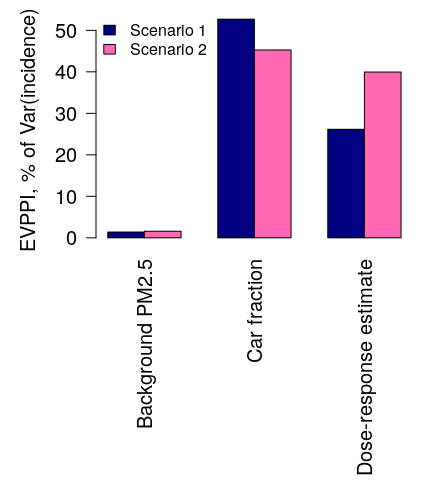 EVPPI, % of Var(incidence)
50
40
30
20
10
0
Scenario 1
Scenario 2
Background PM2.5
Car fraction
Dose-response estimate